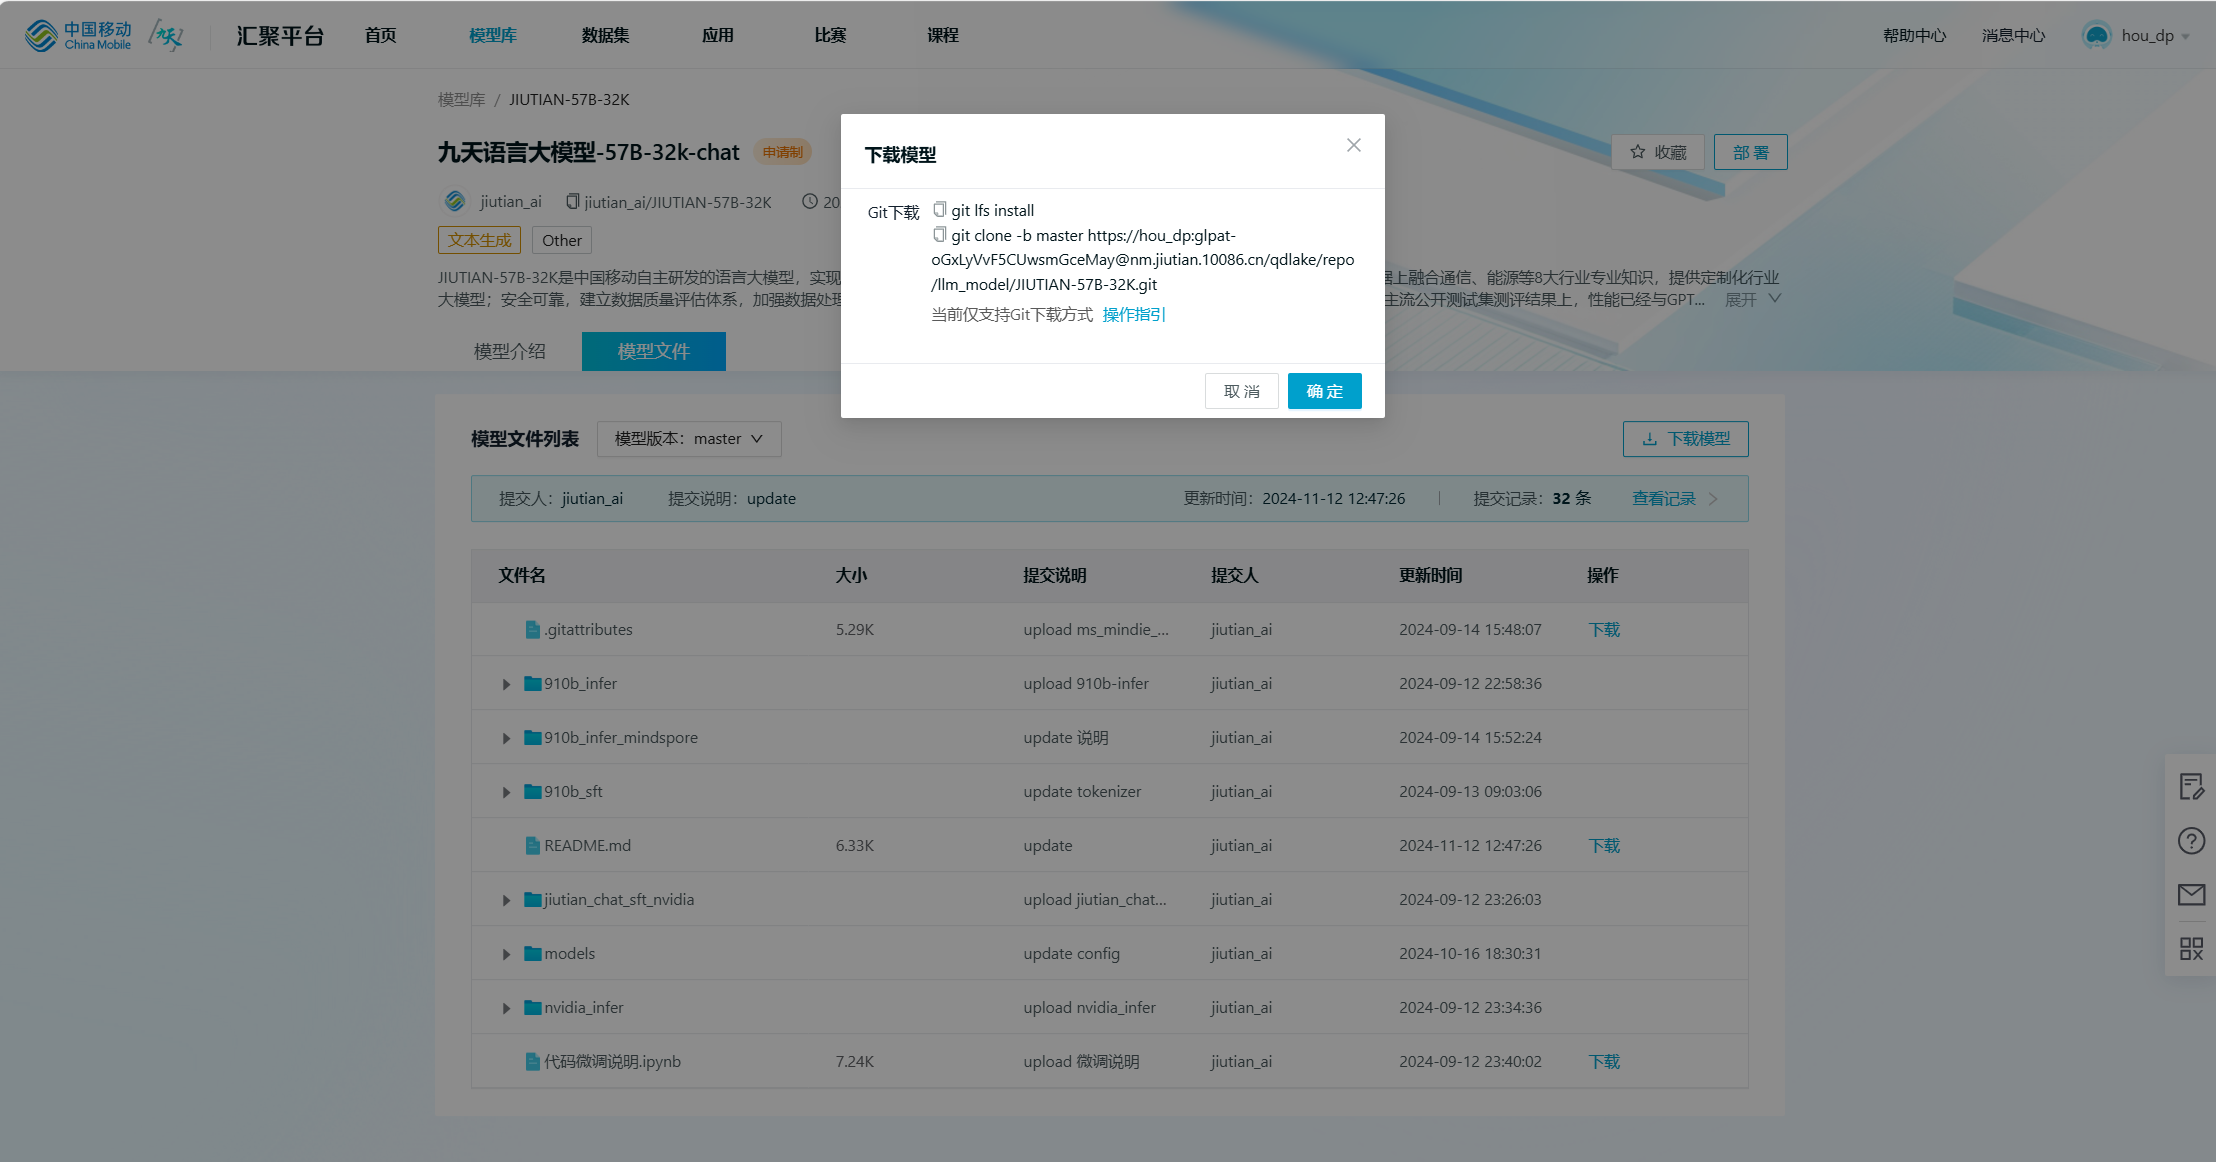 中国移动
China Mobile
九天
汇聚平台
首页
模型库
数据集
应用
比赛
课程
帮助中心
消息中心
hou_dp
模型库 / JIUTIAN-57B-32K
九天语言大模型-57B-32k-chat
申请制
收藏
部 署
jiutian_ai
jiutian_ai/JIUTIAN-57B-32K
20
文本生成
Other
JIUTIAN-57B-32K是中国移动自主研发的语言大模型，实现
据上融合通信、能源等8大行业专业知识，提供定制化行业
大模型；安全可靠，建立数据质量评估体系，加强数据处理
主流公开测试集测评结果上，性能已经与GPT... 展开
模型介绍
模型文件
下载模型
Git下载
git lfs install
git clone -b master https://hou_dp:glpat-
oGxLyVvF5CUwsmGceMay@nm.jiutian.10086.cn/qdlake/repo
/llm_model/JIUTIAN-57B-32K.git
当前仅支持Git下载方式 操作指引
取 消
确 定
模型文件列表
模型版本：master
下载模型
提交人：jiutian_ai 提交说明：update 更新时间：2024-11-12 12:47:26 提交记录：32 条 查看记录
文件名 大小 提交说明 提交人 更新时间 操作
.gitattributes 5.29K upload ms_mindie_... jiutian_ai 2024-09-14 15:48:07 下载
910b_infer upload 910b-infer jiutian_ai 2024-09-12 22:58:36
910b_infer_mindspore update 说明 jiutian_ai 2024-09-14 15:52:24
910b_sft update tokenizer jiutian_ai 2024-09-13 09:03:06
README.md 6.33K update jiutian_ai 2024-11-12 12:47:26 下载
jiutian_chat_sft_nvidia upload jiutian_chat... jiutian_ai 2024-09-12 23:26:03
models update config jiutian_ai 2024-10-16 18:30:31
nvidia_infer upload nvidia_infer jiutian_ai 2024-09-12 23:34:36
代码微调说明.ipynb 7.24K upload 微调说明 jiutian_ai 2024-09-12 23:40:02 下载